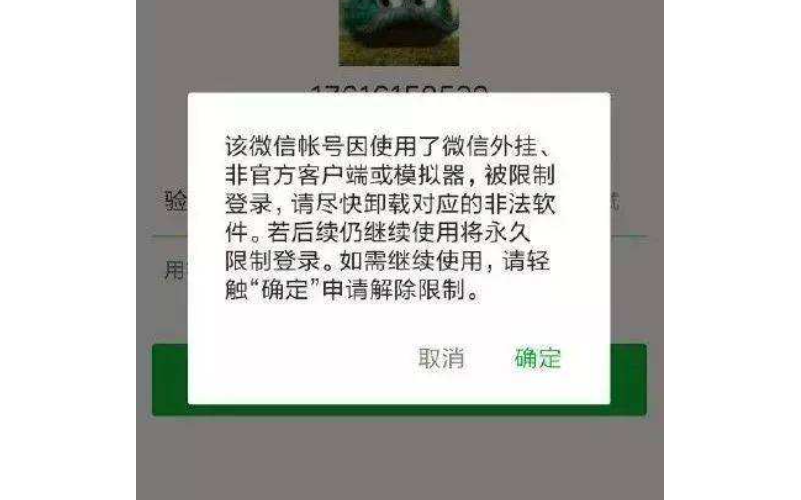 该微信帐号因使用了微信外挂、
非官方客户端或模拟器，被限制
登录，请尽快卸载对应的非法软
件。若后续仍继续使用将永久
限制登录。如需继续使用，请轻
触“确定”申请解除限制。
验
用
取消 确定